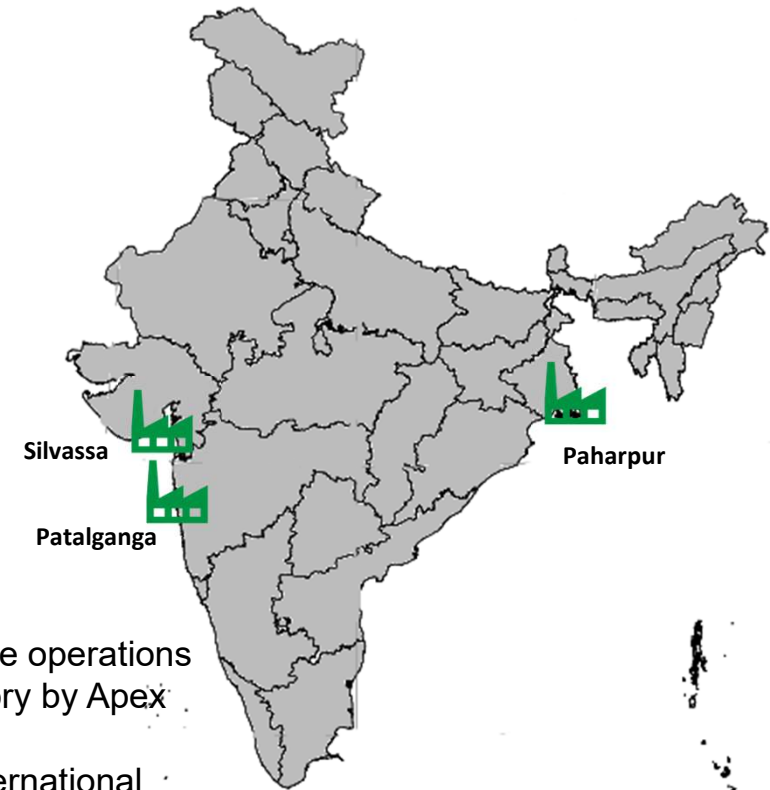 Silvassa
Paharpur
Patalganga
e operations
ory by Apex
ernational